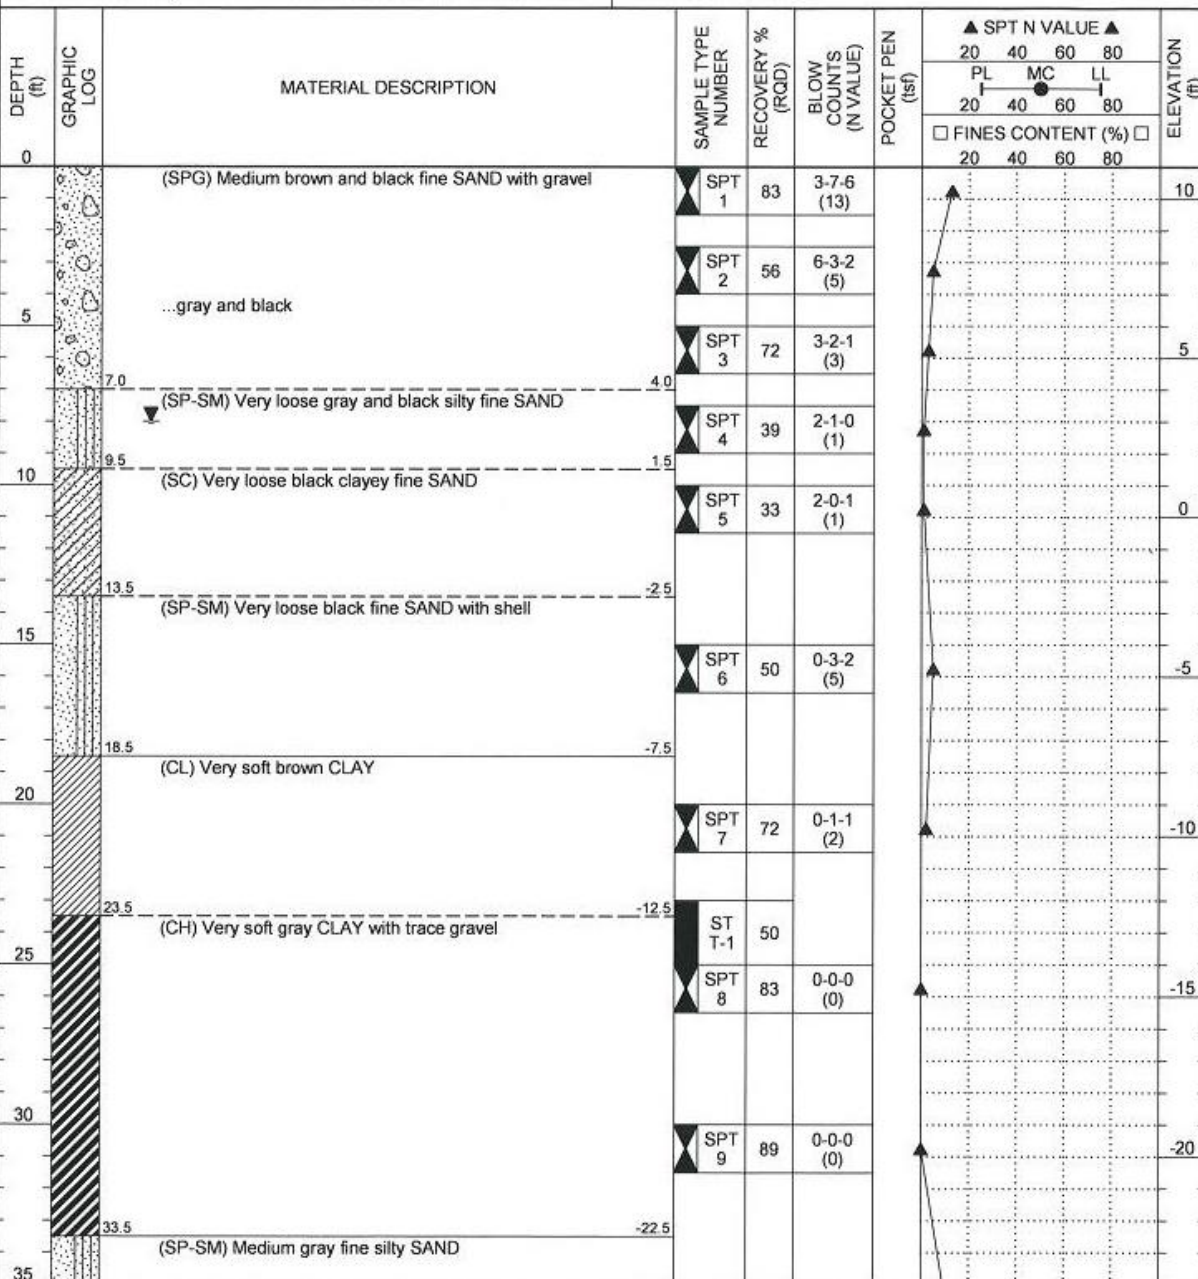 DEPTH
(ft)
GRAPHIC
LOG
MATERIAL DESCRIPTION
SAMPLE TYPE
NUMBER
RECOVERY %
(RQD)
BLOW
COUNTS
(N VALUE)
POCKET PEN
(tsf)
▲ SPT N VALUE ▲
20 40 60 80
PL MC LL
20 40 60 80
□ FINES CONTENT (%) □
20 40 60 80
ELEVATION
(ft)
0
(SPG) Medium brown and black fine SAND with gravel
SPT
1
83
3-7-6
(13)
10
SPT
2
56
6-3-2
(5)
...gray and black
5
SPT
3
72
3-2-1
(3)
5
7.0
4.0
(SP-SM) Very loose gray and black silty fine SAND
SPT
4
39
2-1-0
(1)
9.5
1.5
10
(SC) Very loose black clayey fine SAND
SPT
5
33
2-0-1
(1)
0
13.5
-2.5
(SP-SM) Very loose black fine SAND with shell
15
SPT
6
50
0-3-2
(5)
-5
18.5
-7.5
(CL) Very soft brown CLAY
20
SPT
7
72
0-1-1
(2)
-10
23.5
-12.5
(CH) Very soft gray CLAY with trace gravel
ST
T-1
50
25
SPT
8
83
0-0-0
(0)
-15
30
SPT
9
89
0-0-0
(0)
-20
33.5
-22.5
(SP-SM) Medium gray fine silty SAND
35